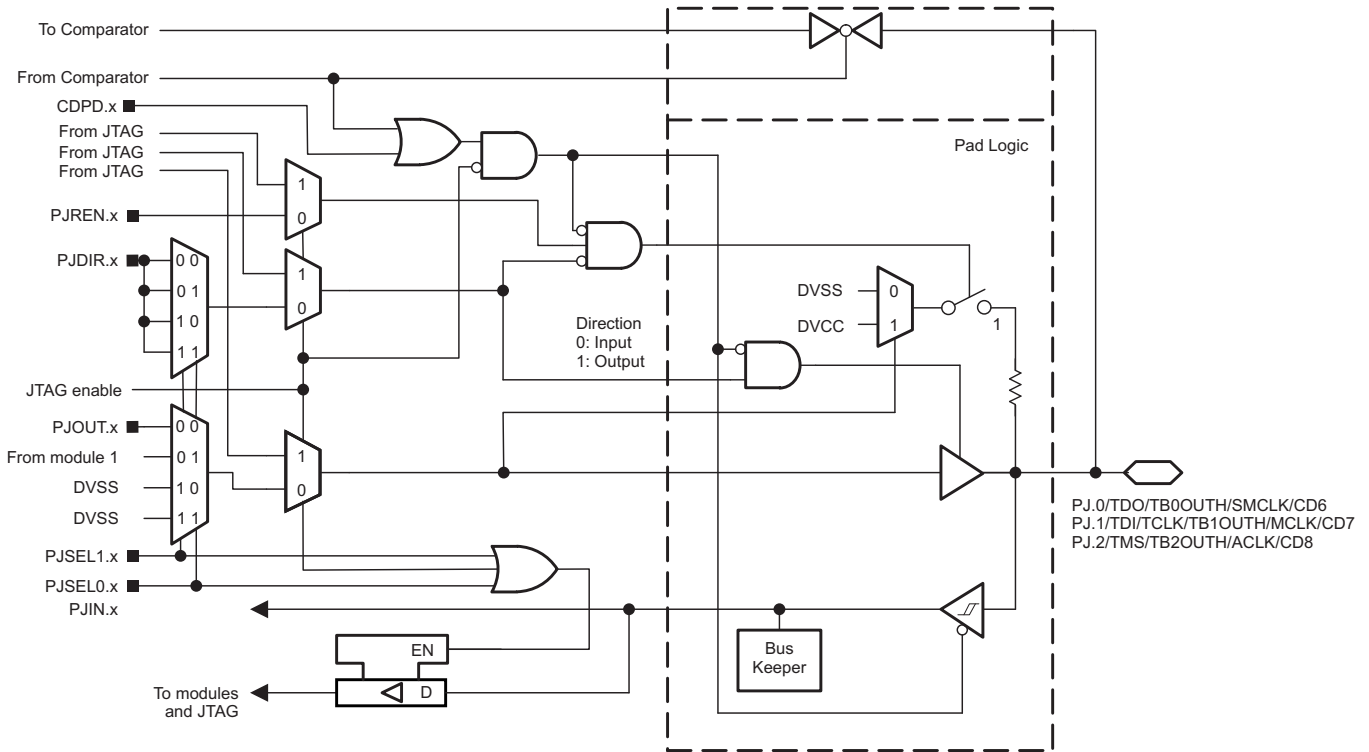 To Comparator
From Comparator
CDPD.x
From JTAG
From JTAG
From JTAG
Pad Logic
1
0
PJREN.x
PJDIR.x
0 0
0 1
1 0
1 1
1
0
DVSS
0
DVCC
1
1
Direction
0: Input
1: Output
JTAG enable
PJOUT.x
0 0
From module 1
0 1
DVSS
1 0
DVSS
1 1
1
0
PJ.0/TDO/TB0OUTH/SMCLK/CD6
PJ.1/TDI/TCLK/TB1OUTH/MCLK/CD7
PJ.2/TMS/TB2OUTH/ACLK/CD8
PJSEL1.x
PJSEL0.x
PJIN.x
Bus
Keeper
EN
D
To modules
and JTAG